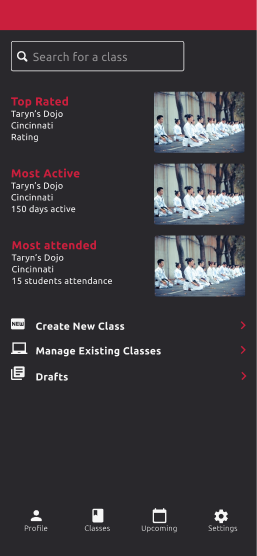 Search for a class
Top Rated
Taryn's Dojo
Cincinnati
Rating
Most Active
Taryn's Dojo
Cincinnati
150 days active
Most attended
Taryn's Dojo
Cincinnati
15 students attendance
NEW Create New Class
Manage Existing Classes
Drafts
Profile Classes Upcoming Settings